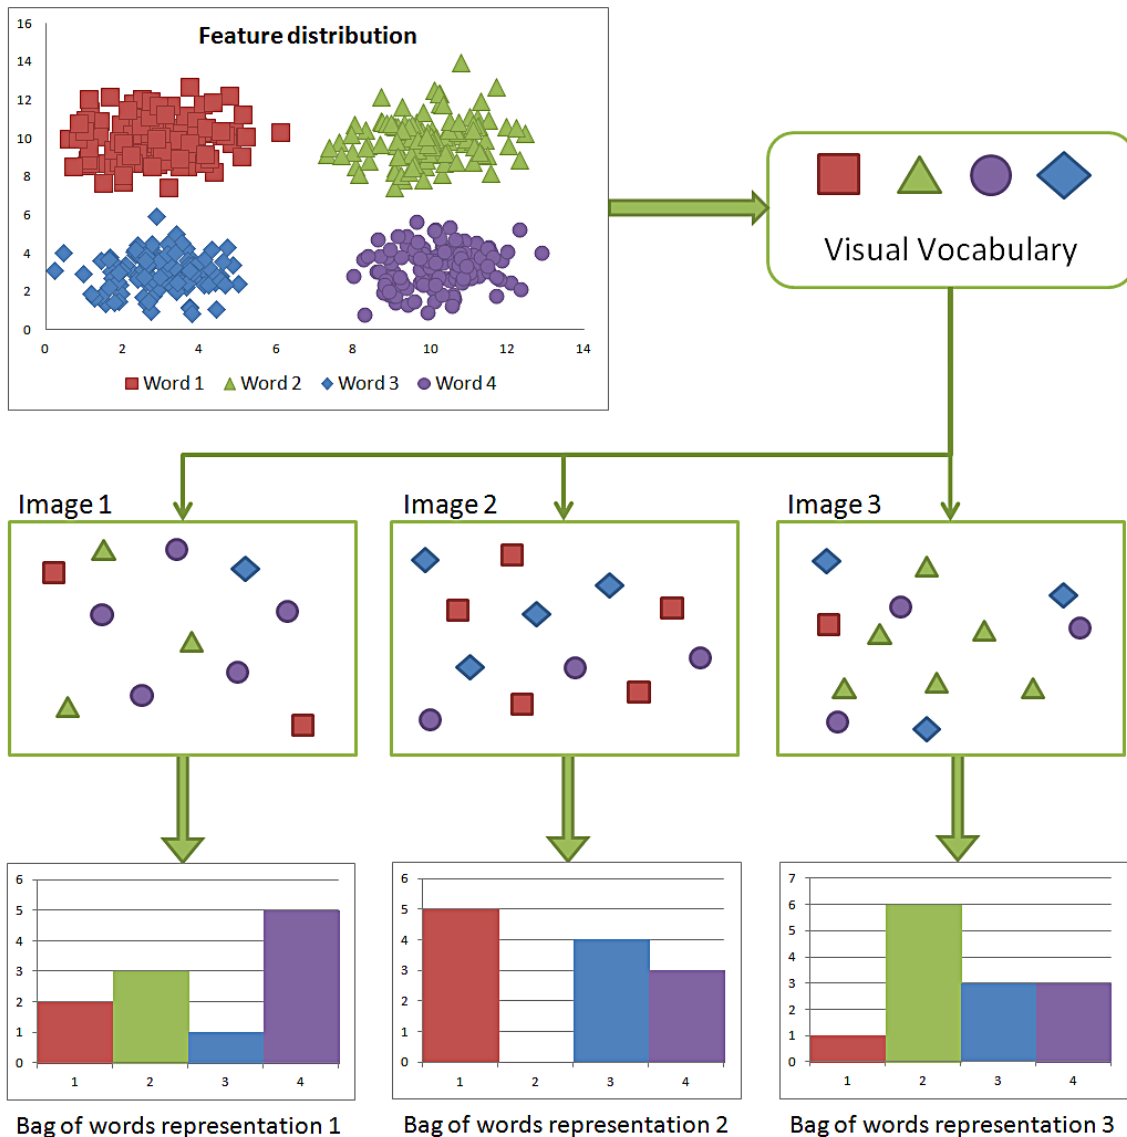 Feature distribution
16
14
12
10
8
6
4
2
0
0 2 4 6 8 10 12 14
Word 1 Word 2 Word 3 Word 4
Visual Vocabulary
Image 1
Image 2
Image 3
6
5
4
3
2
1
0
1 2 3 4
Bag of words representation 1
6
5
4
3
2
1
0
1 2 3 4
Bag of words representation 2
7
6
5
4
3
2
1
0
1 2 3 4
Bag of words representation 3